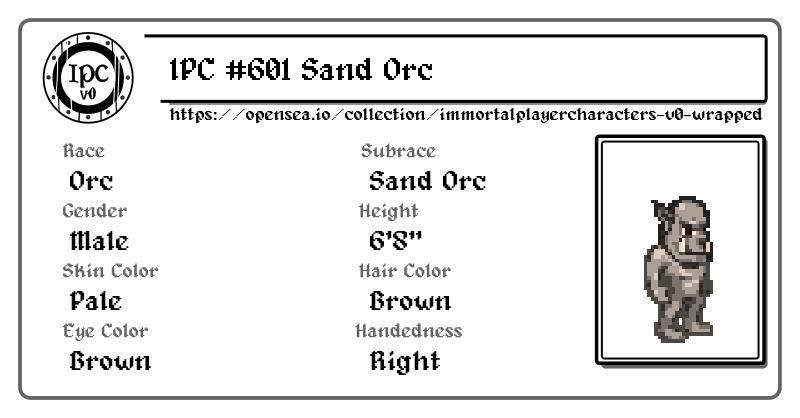 IPC
v0
IPC #601 Sand Orc
https://opensea.io/collection/immortalplayercharacters-v0-wrapped
Race
Subrace
Orc
Sand Orc
Gender
Height
Male
6'8"
Skin Color
Hair Color
Pale
Brown
Eye Color
Handedness
Brown
Right